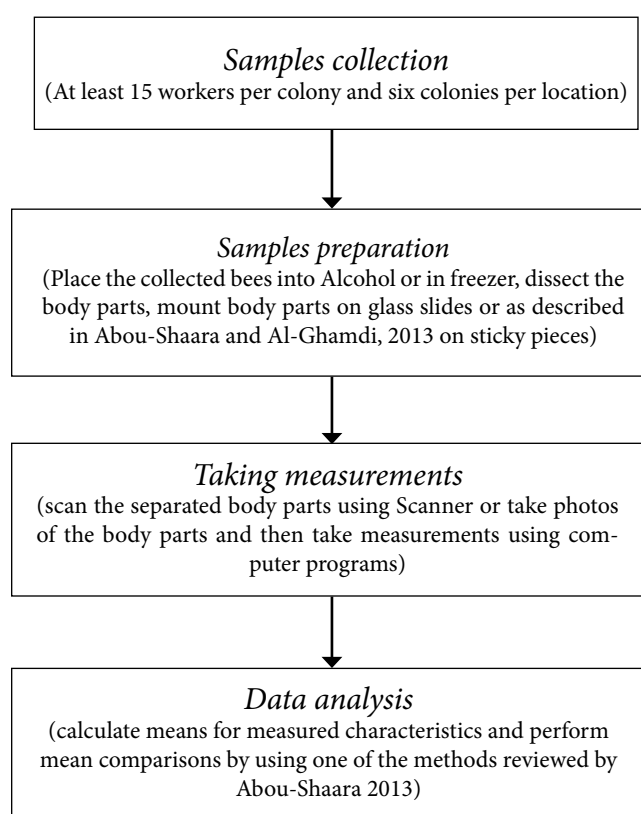 Samples collection
(At least 15 workers per colony and six colonies per location)
Samples preparation
(Place the collected bees into Alcohol or in freezer, dissect the
body parts, mount body parts on glass slides or as described
in Abou-Shaara and Al-Ghamdi, 2013 on sticky pieces)
Taking measurements
(scan the separated body parts using Scanner or take photos
of the body parts and then take measurements using com-
puter programs)
Data analysis
(calculate means for measured characteristics and perform
mean comparisons by using one of the methods reviewed by
Abou-Shaara 2013)